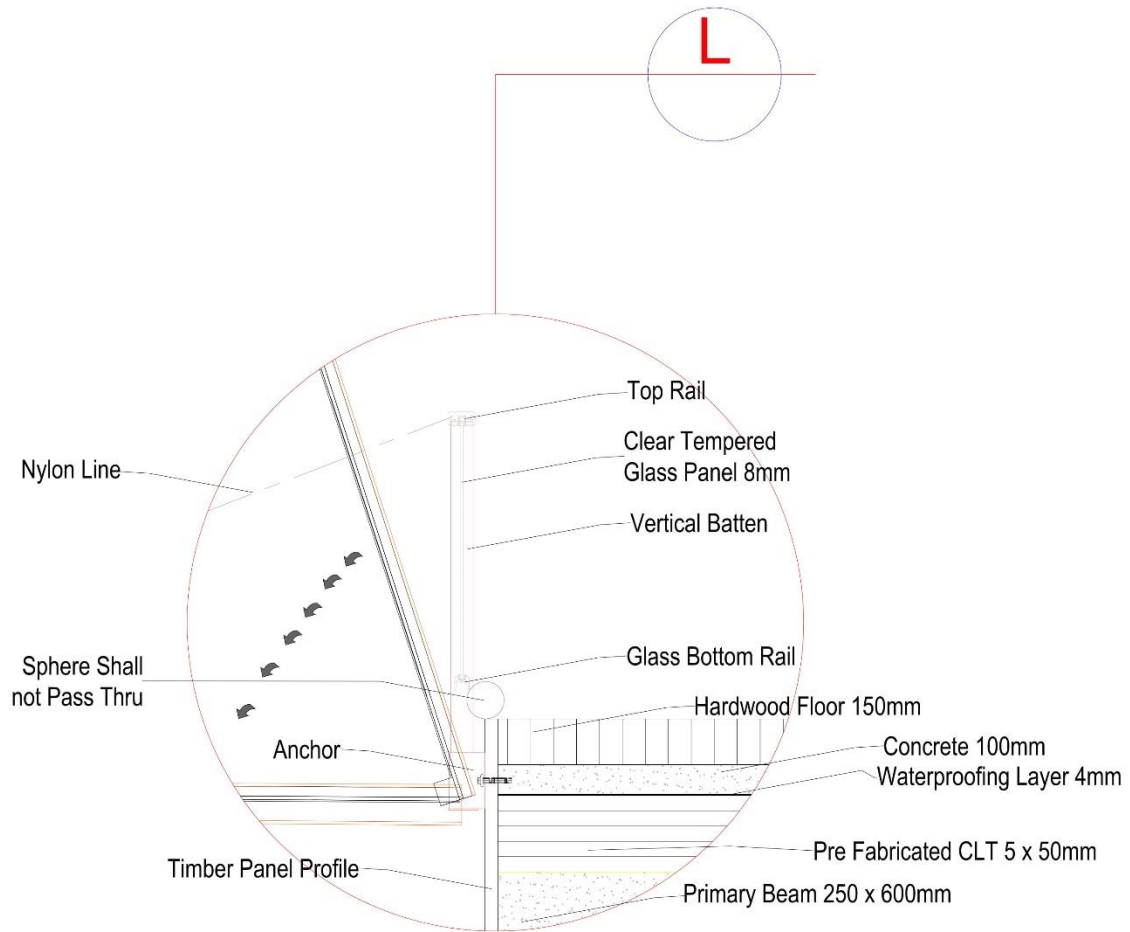 L
Top Rail
Clear Tempered
Glass Panel 8mm
Nylon Line
Vertical Batten
Glass Bottom Rail
Sphere Shall
not Pass Thru
Hardwood Floor 150mm
Anchor
Concrete 100mm
Waterproofing Layer 4mm
Pre Fabricated CLT 5 x 50mm
Timber Panel Profile
Primary Beam 250 x 600mm